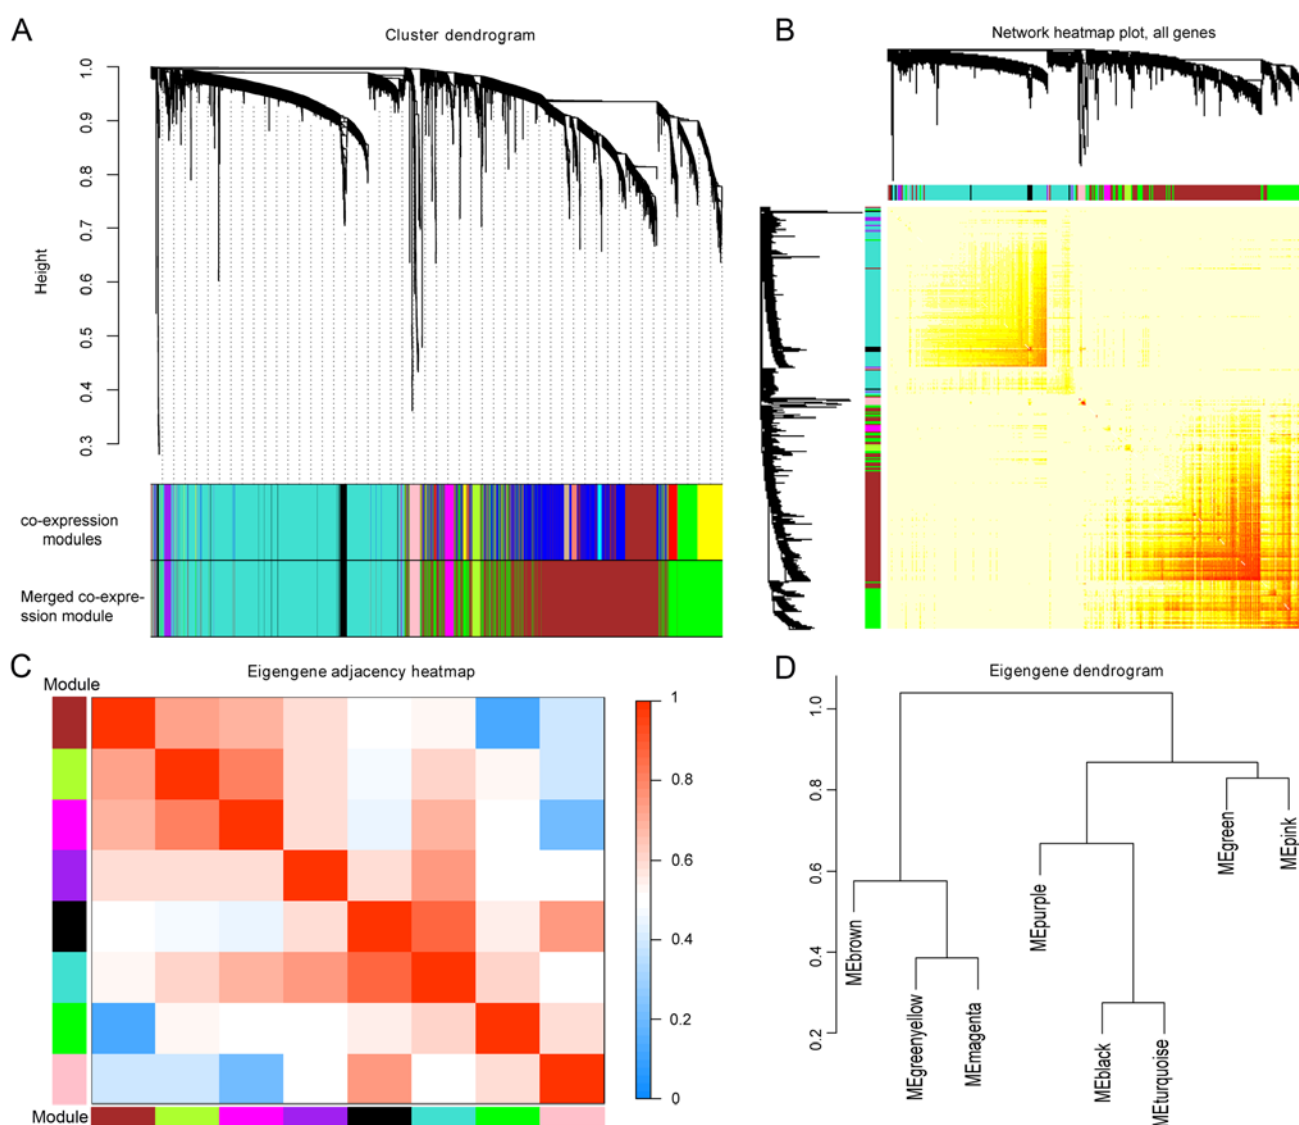 A
Cluster dendrogram
Height
1.0
0.9
0.8
0.7
0.6
0.5
0.4
0.3
co-expression
modules
Merged co-expre-
ssion module
B
Network heatmap plot, all genes
C
Eigengene adjacency heatmap
Module
1
0.8
0.6
0.4
0.2
0
Module
D
Eigengene dendrogram
1.0
0.8
0.6
0.4
0.2
MEbrown
MEgreenyellow
MEmagenta
MEpurple
MEblack
MEturquoise
MEgreen
MEpink